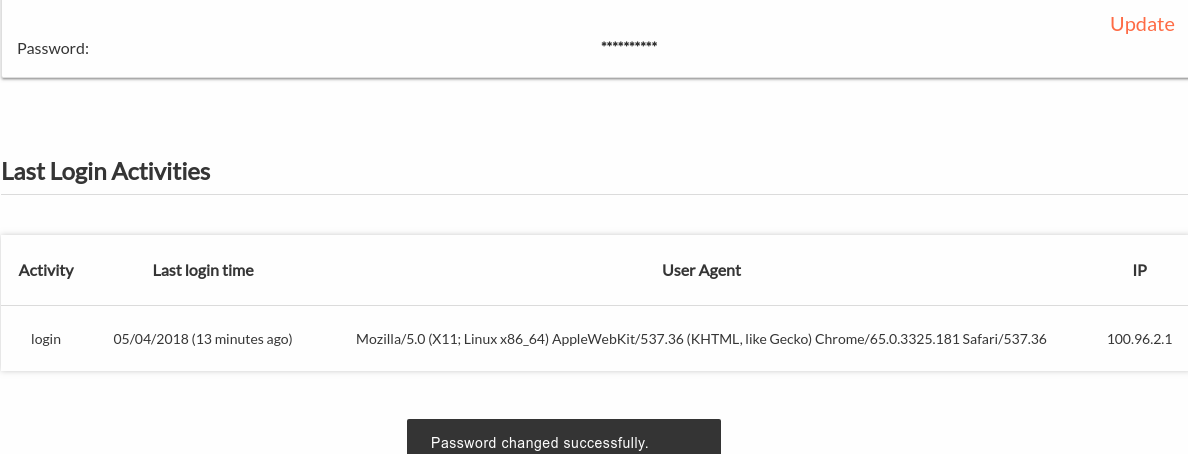 Update
Password: **********
Last Login Activities
Activity Last login time User Agent IP
login 05/04/2018 (13 minutes ago) Mozilla/5.0 (X11; Linux x86_64) AppleWebKit/537.36 (KHTML, like Gecko) Chrome/65.0.3325.181 Safari/537.36 100.96.2.1
Password changed successfully.